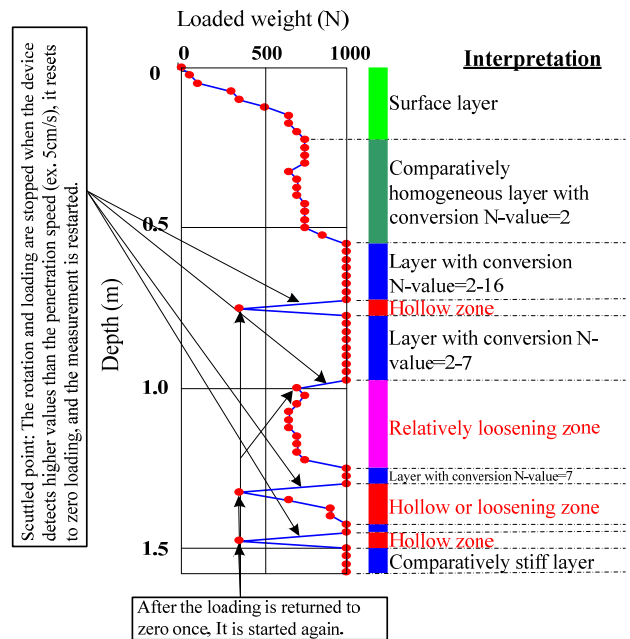 Loaded weight (N)
0
500
1000
Interpretation
0
0.5
1.0
1.5
Depth (m)
Scuttled point: The rotation and loading are stopped when the device
detects higher values than the penetration speed (ex. 5cm/s), it resets
to zero loading, and the measurement is restarted.
Surface layer
Comparatively
homogeneous layer with
conversion N-value=2
Layer with conversion
N-value=2-16
Hollow zone
Layer with conversion N-
value=2-7
Relatively loosening zone
Layer with conversion N-value=7
Hollow or loosening zone
Hollow zone
Comparatively stiff layer
After the loading is returned to
zero once, It is started again.